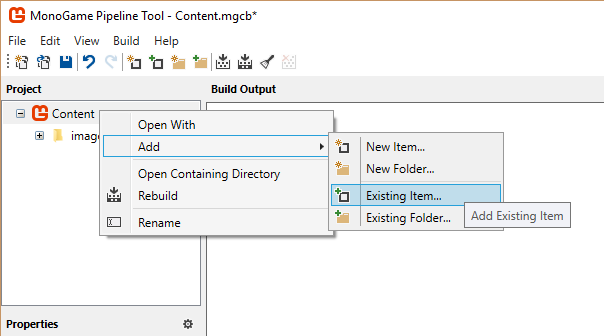 MonoGame Pipeline Tool - Content.mgcb*
File Edit View Build Help
Project
Build Output
Content
Open With
Add
Open Containing Directory
Rebuild
Rename
New Item...
New Folder...
Existing Item...
Existing Folder...
Add Existing Item
Properties